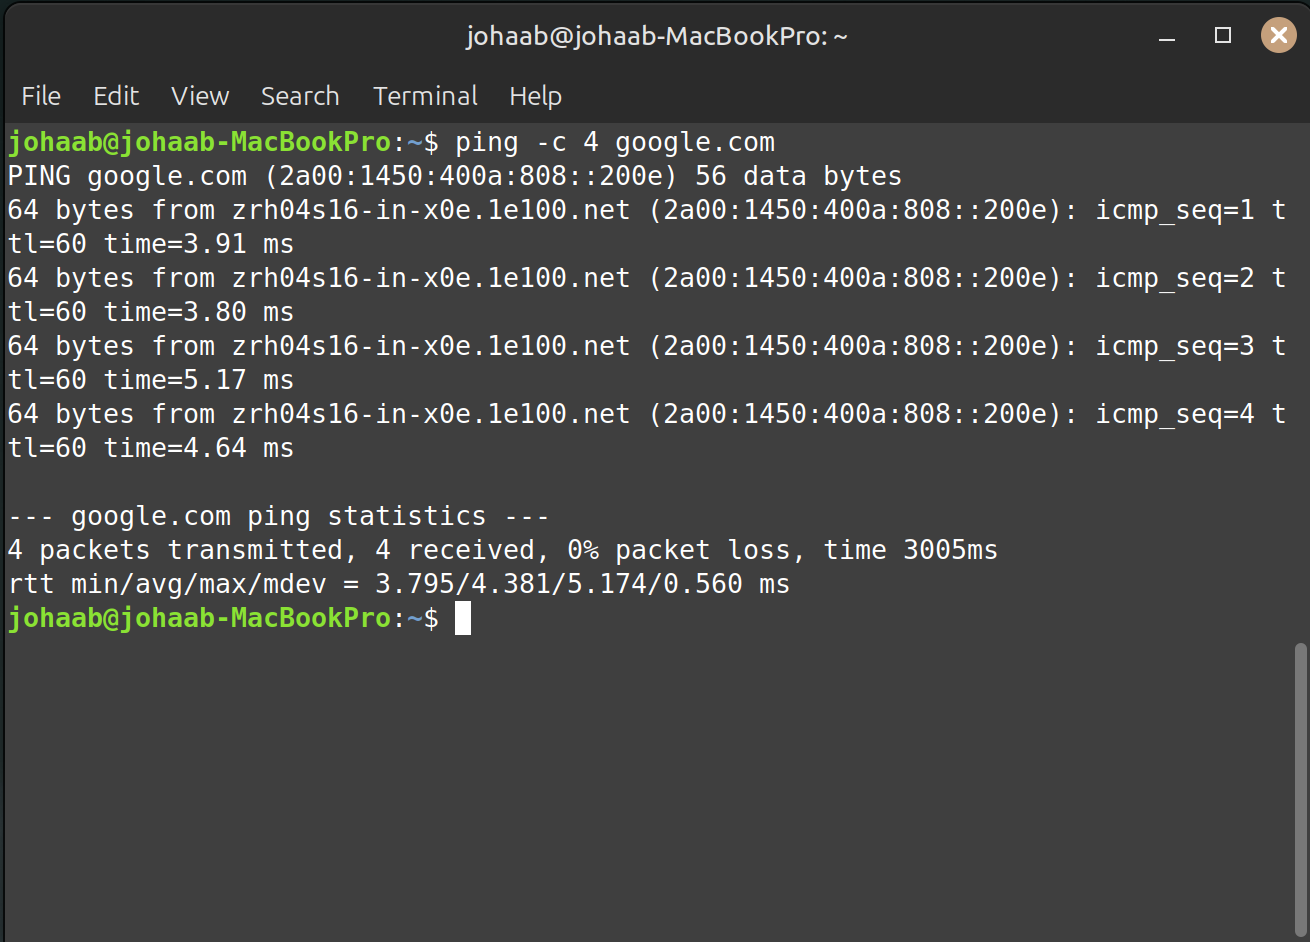 johaab@johaab-MacBookPro: ~
File Edit View Search Terminal Help
johaab@johaab-MacBookPro:~$ ping -c 4 google.com
PING google.com (2a00:1450:400a:808::200e) 56 data bytes
64 bytes from zrh04s16-in-x0e.1e100.net (2a00:1450:400a:808::200e): icmp_seq=1 t
tl=60 time=3.91 ms
64 bytes from zrh04s16-in-x0e.1e100.net (2a00:1450:400a:808::200e): icmp_seq=2 t
tl=60 time=3.80 ms
64 bytes from zrh04s16-in-x0e.1e100.net (2a00:1450:400a:808::200e): icmp_seq=3 t
tl=60 time=5.17 ms
64 bytes from zrh04s16-in-x0e.1e100.net (2a00:1450:400a:808::200e): icmp_seq=4 t
tl=60 time=4.64 ms

--- google.com ping statistics ---
4 packets transmitted, 4 received, 0% packet loss, time 3005ms
rtt min/avg/max/mdev = 3.795/4.381/5.174/0.560 ms
johaab@johaab-MacBookPro:~$